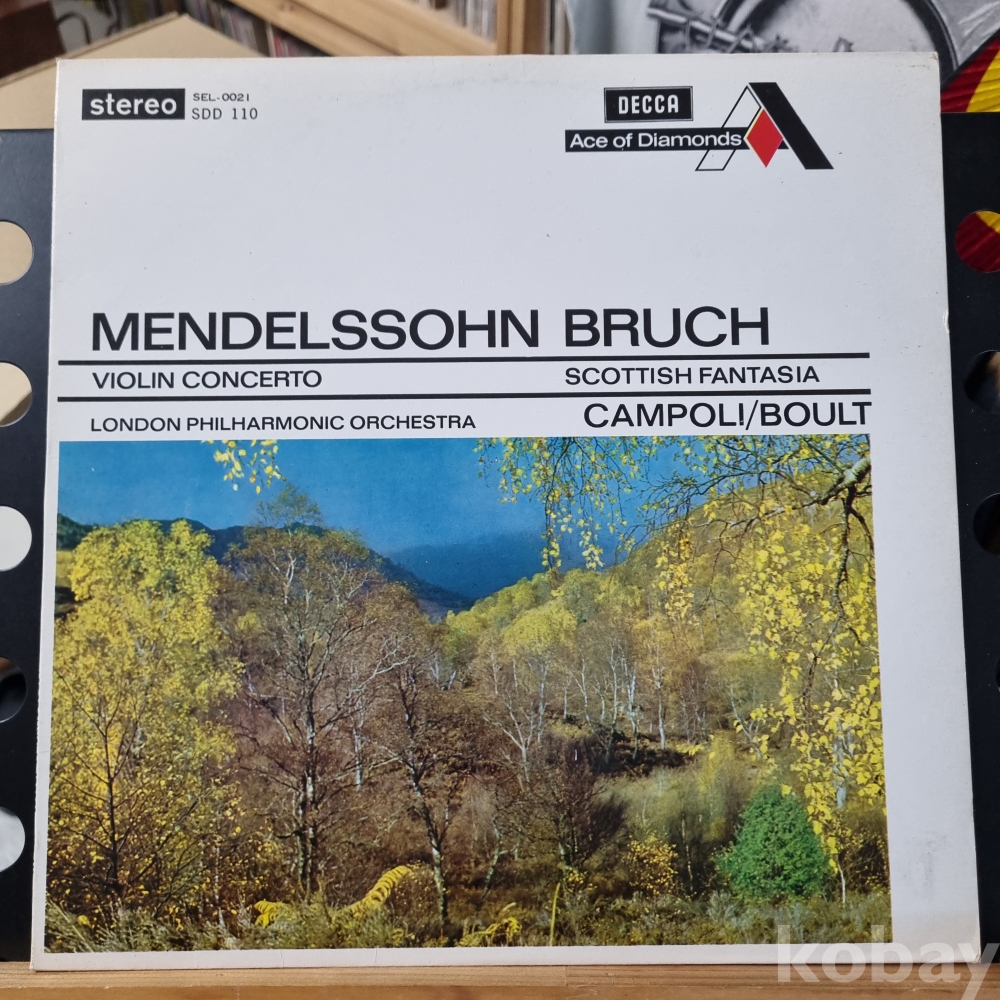 stereo SEL-0021
SDD 110
DECCA
Ace of Diamonds
MENDELSSOHN BRUCH
VIOLIN CONCERTO SCOTTISH FANTASIA
LONDON PHILHARMONIC ORCHESTRA CAMPOLI/BOULT
kobay